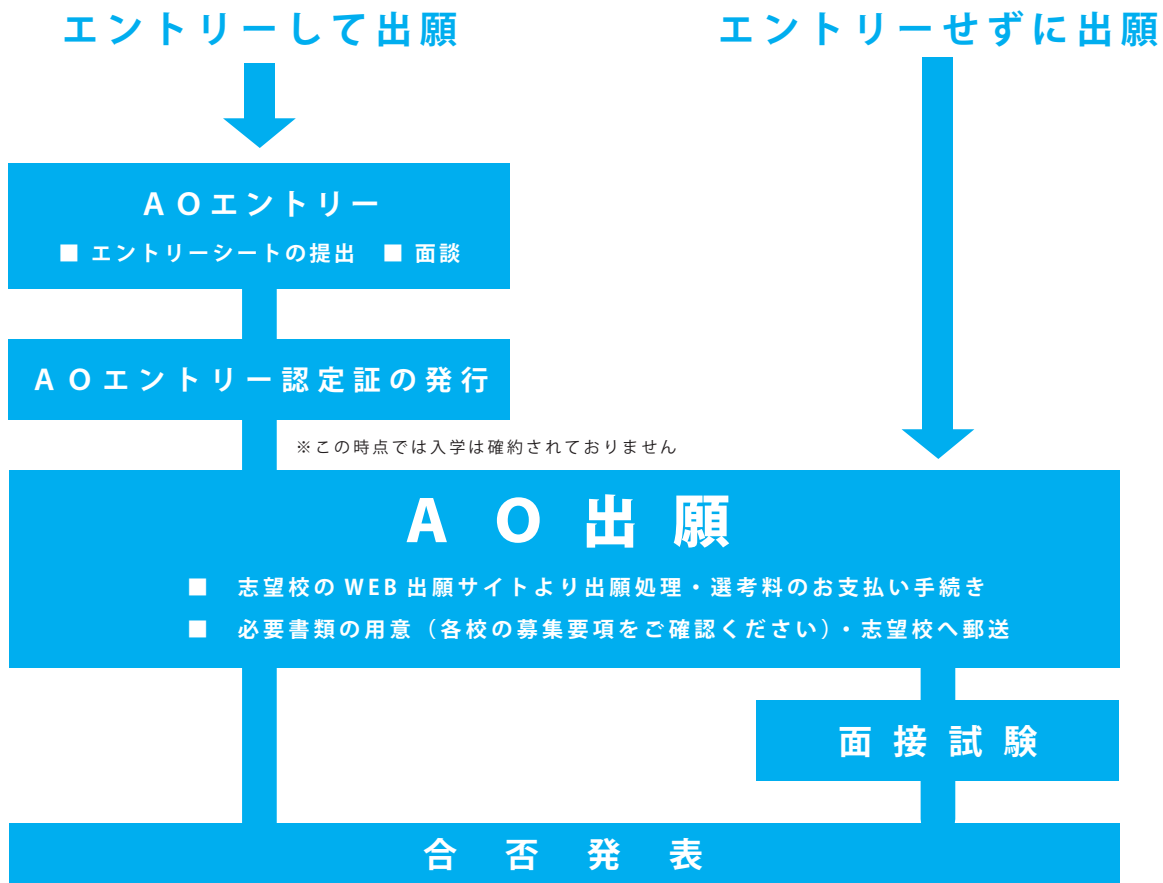 エントリーして出願
エントリーせずに出願
ＡＯエントリー
■ エントリーシートの提出　■ 面談
ＡＯエントリー認定証の発行
※この時点では入学は確約されておりません
ＡＯ出願
■ 志望校の WEB 出願サイトより出願処理・選考料のお支払い手続き
■ 必要書類の用意（各校の募集要項をご確認ください）・志望校へ郵送
面接試験
合否発表